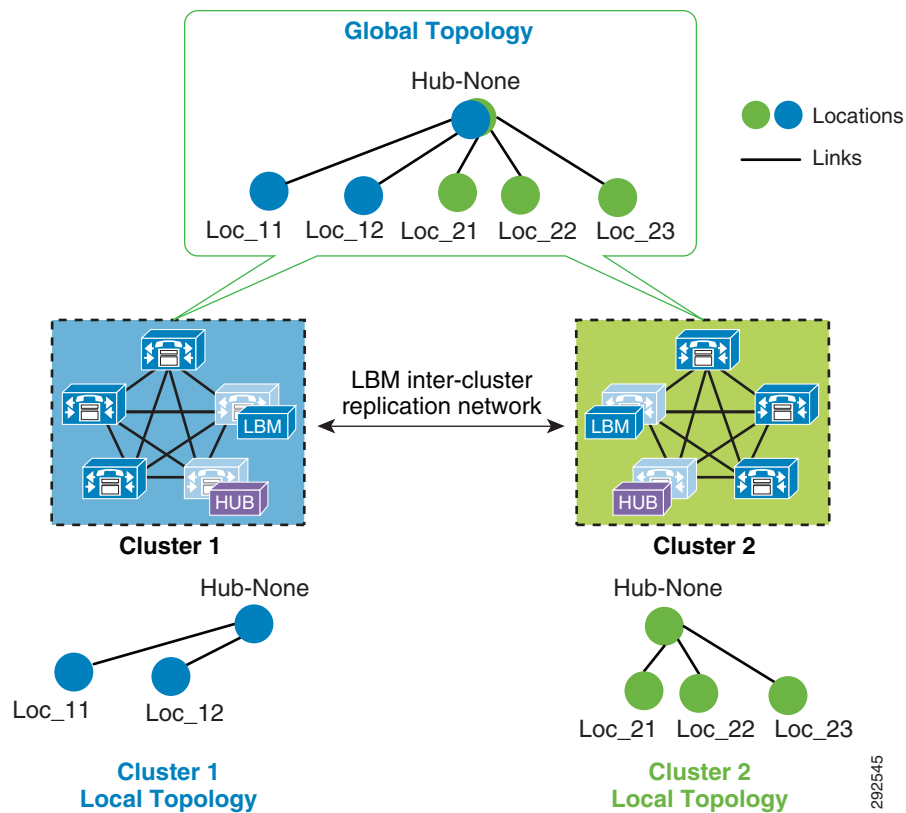 Global Topology
Hub-None
Locations
Links
Loc_11 Loc_12 Loc_21 Loc_22 Loc_23
LBM inter-cluster
replication network
LBM
HUB
LBM
HUB
Cluster 1
Cluster 2
Hub-None
Loc_11 Loc_12
Cluster 1
Local Topology
Hub-None
Loc_21 Loc_22 Loc_23
Cluster 2
Local Topology
292545